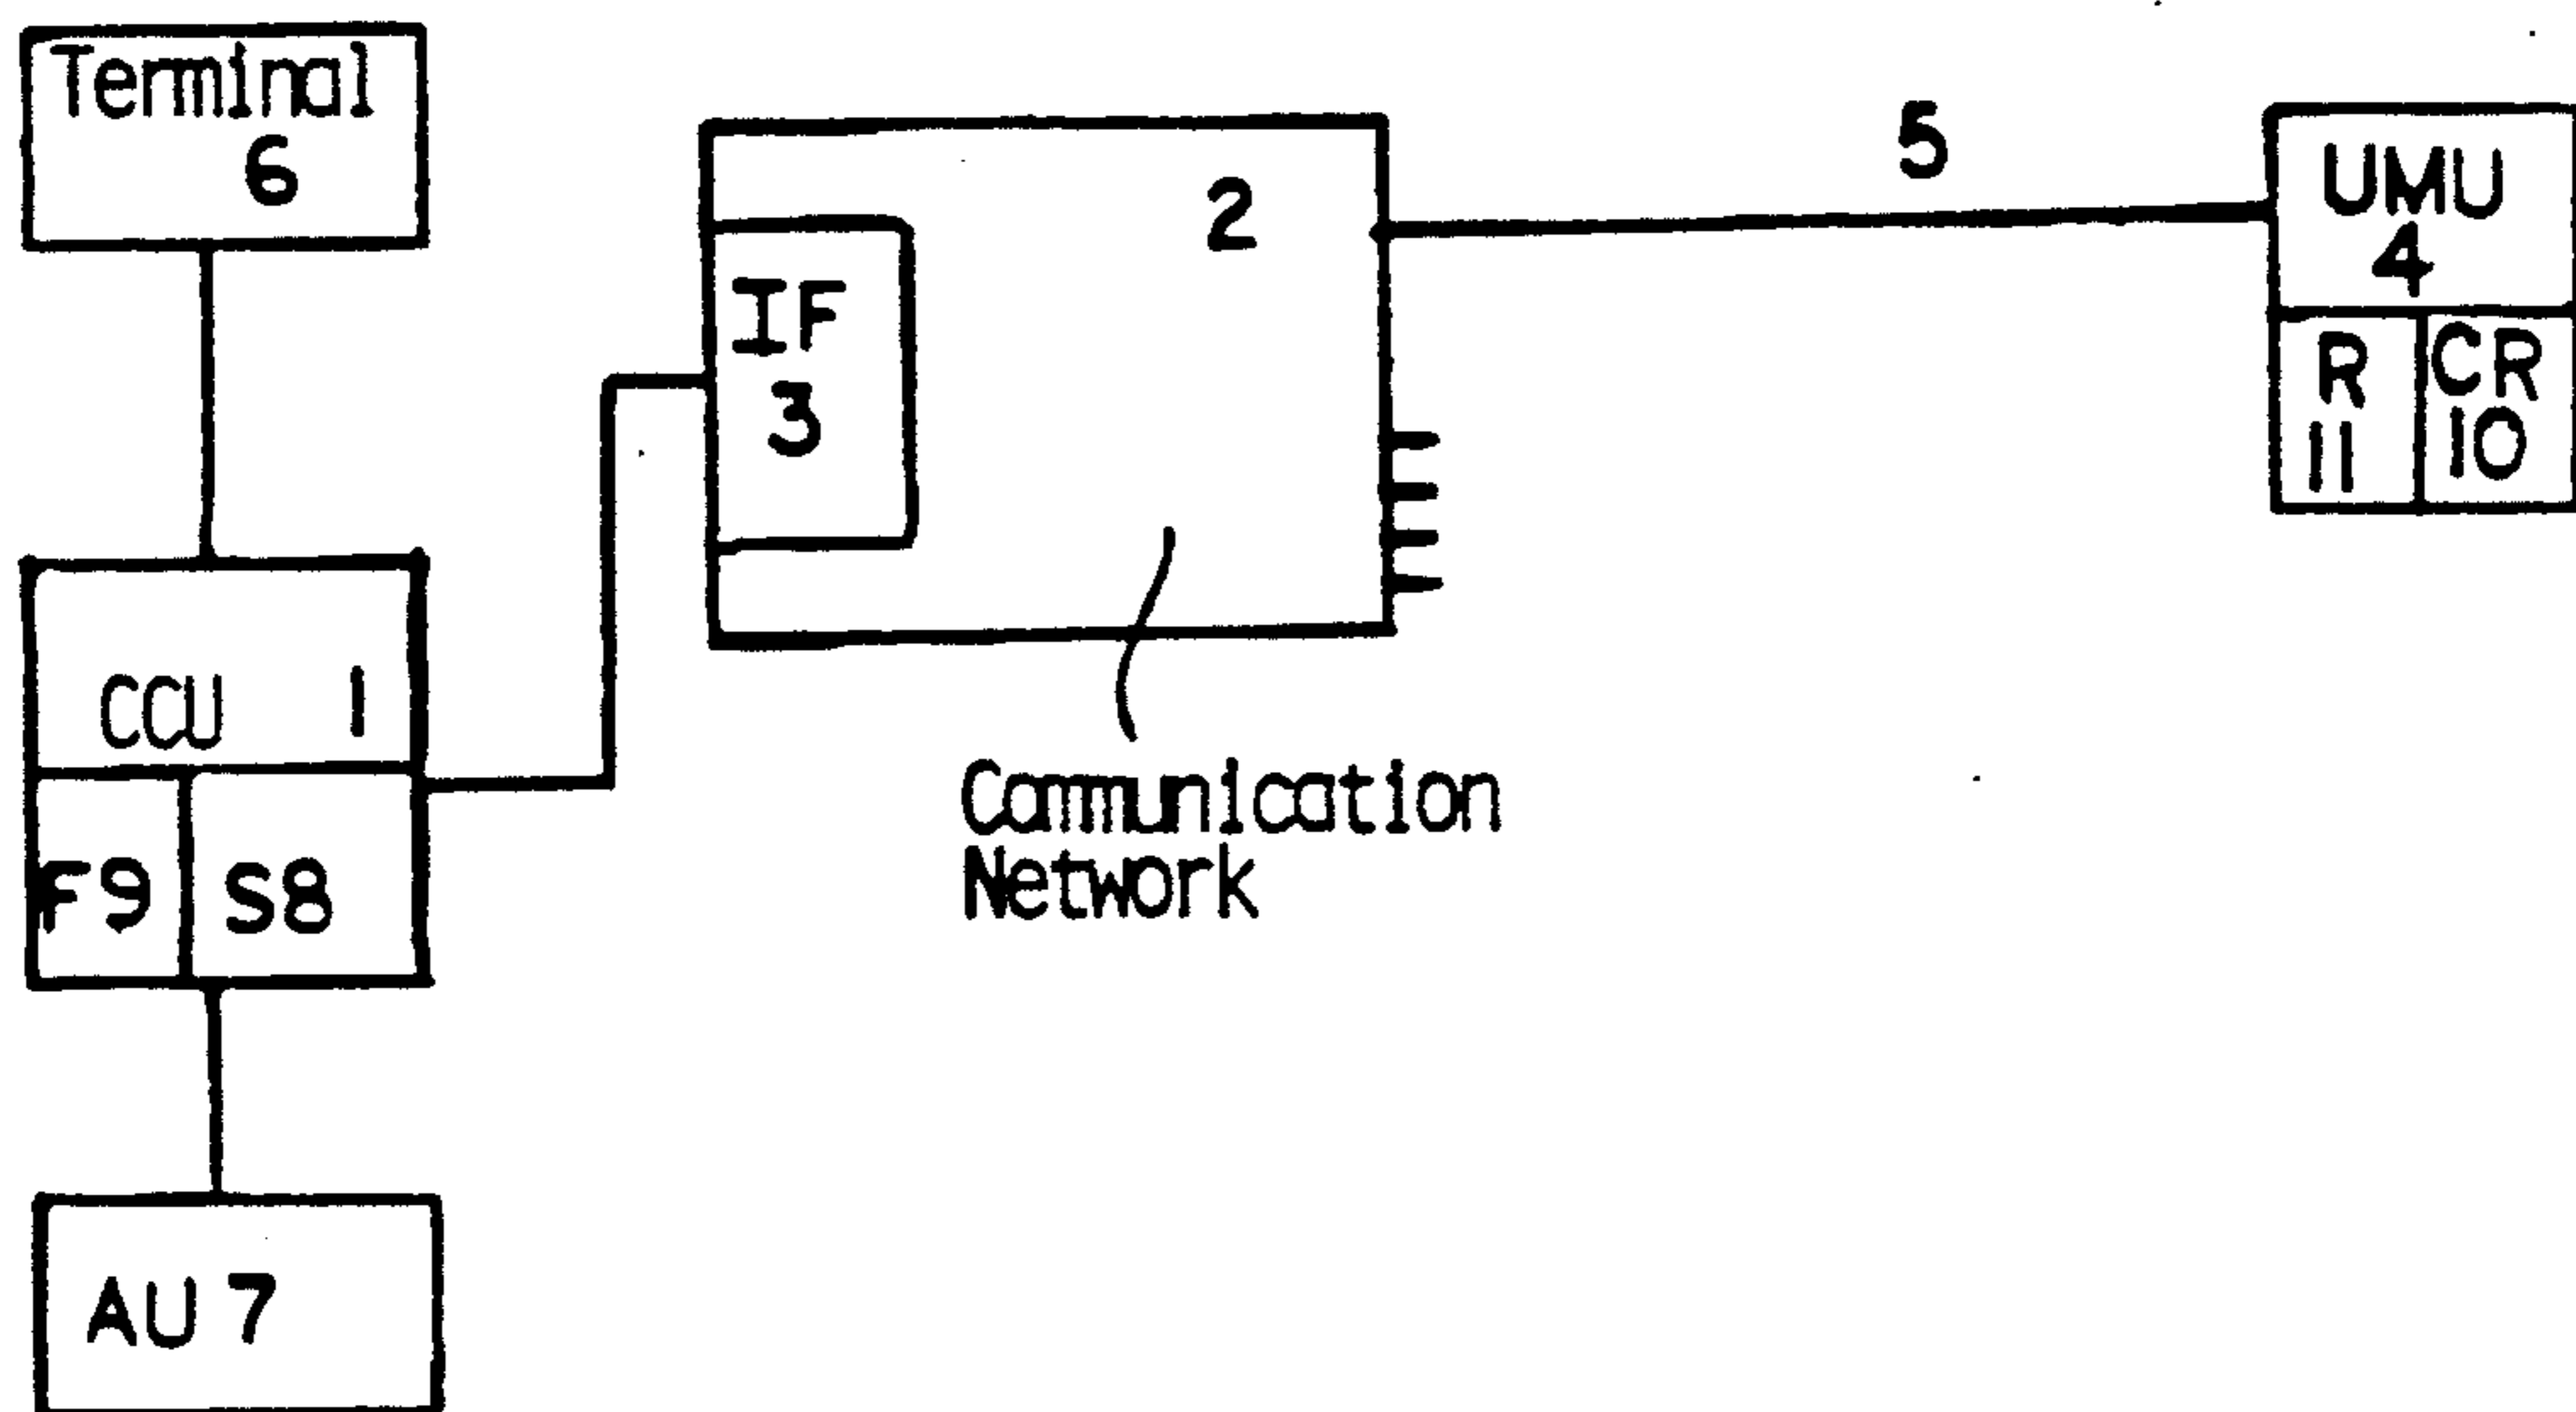 Terminal
6
CCU 1
F9 S8
AU 7
IF
3
2
Communication
Network
5
UMU
4
R CR
11 10